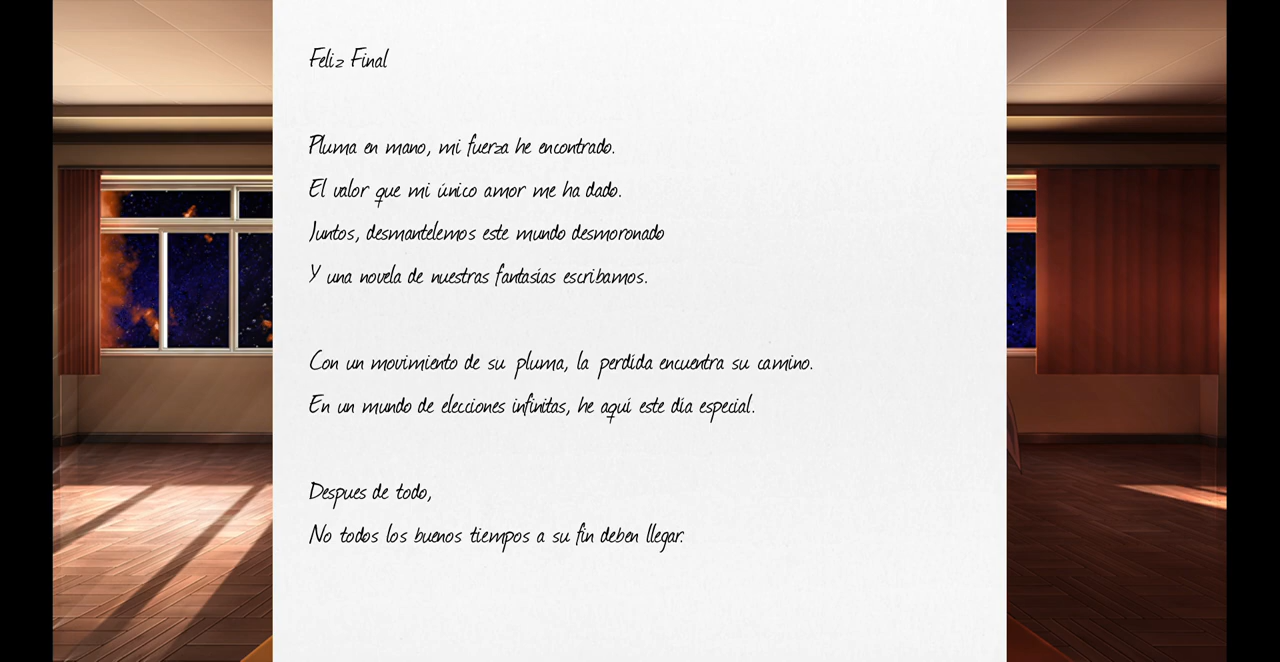 Feliz Final
Pluma en mano, mi fuerza he encontrado.
El valor que mi único amor me ha dado.
Juntos, desmantelemos este mundo desmoronado
Y una novela de nuestras fantasías escribamos.
Con un movimiento de su pluma, la perdida encuentra su camino.
En un mundo de elecciones infinitas, he aquí este día especial.
Despues de todo,
No todos los buenos tiempos a su fin deben llegar.